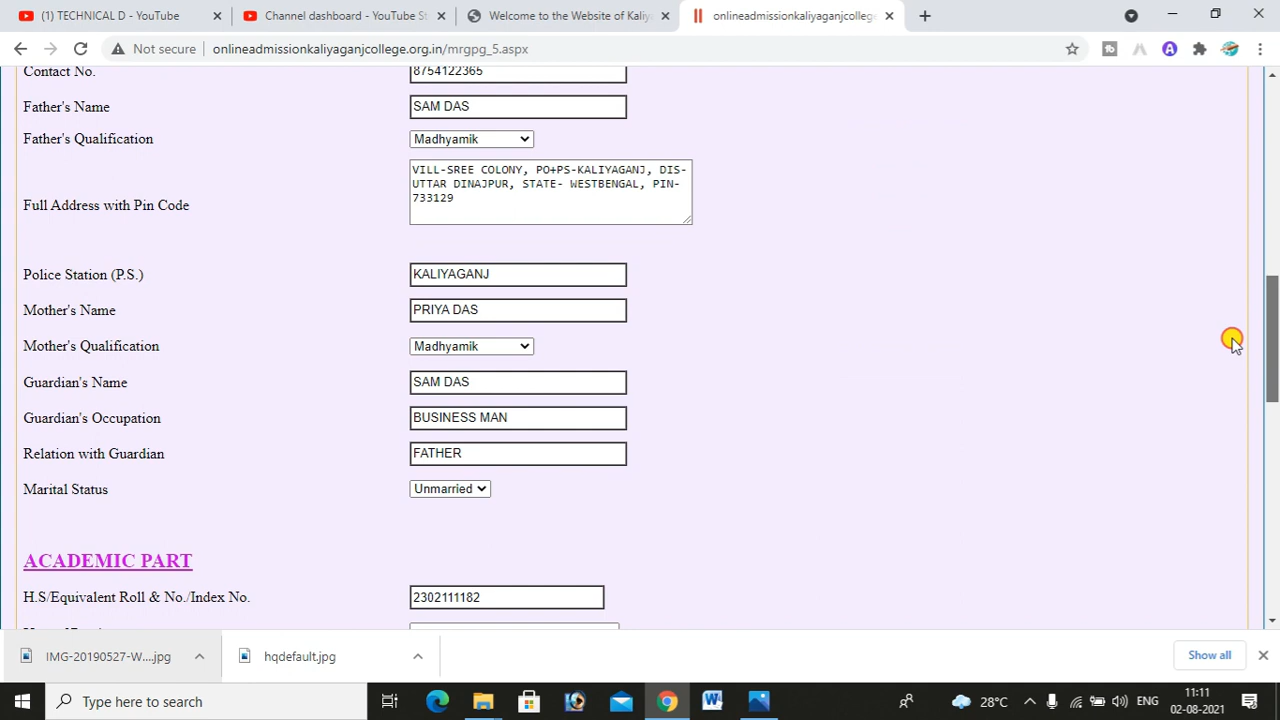 (1) TECHNICAL D - YouTube
Channel dashboard - YouTube St
Welcome to the Website of Kaliy
onlineadmissionkaliyaganjcollege
Not secure
onlineadmissionkaliyaganjcollege.org.in/mrgpg_5.aspx
Contact No. 8754122365
Father's Name SAM DAS
Father's Qualification Madhyamik
Full Address with Pin Code
VILL-SREE COLONY, PO+PS-KALIYAGANJ, DIS-
UTTAR DINAJPUR, STATE- WESTBENGAL, PIN-
733129
Police Station (P.S.) KALIYAGANJ
Mother's Name PRIYA DAS
Mother's Qualification Madhyamik
Guardian's Name SAM DAS
Guardian's Occupation BUSINESS MAN
Relation with Guardian FATHER
Marital Status Unmarried
ACADEMIC PART
H.S/Equivalent Roll & No./Index No. 2302111182
IMG-20190527-W....jpg
hqdefault.jpg
Show all
Type here to search
28°C
ENG
11:11
02-08-2021